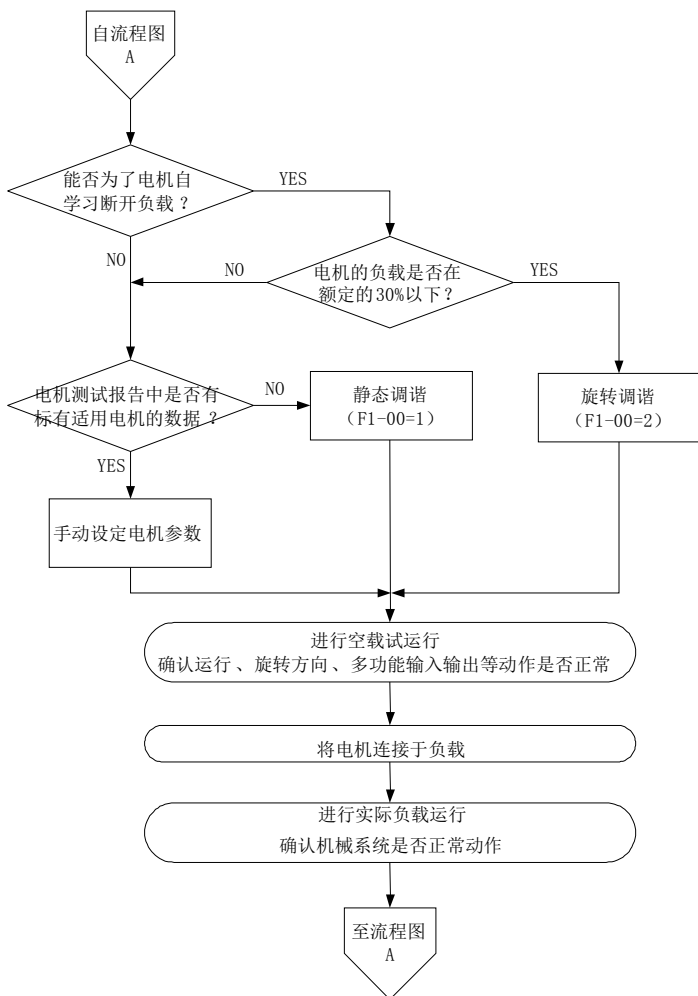 自流程图
A
能否为了电机自
学习断开负载？
YES
NO
电机的负载是否在
额定的30%以下？
NO
YES
电机测试报告中是否有
标有适用电机的数据？
NO
YES
静态调谐
（F1-00=1）
旋转调谐
（F1-00=2）
手动设定电机参数
进行空载试运行
确认运行、旋转方向、多功能输入输出等动作是否正常
将电机连接于负载
进行实际负载运行
确认机械系统是否正常动作
至流程图
A